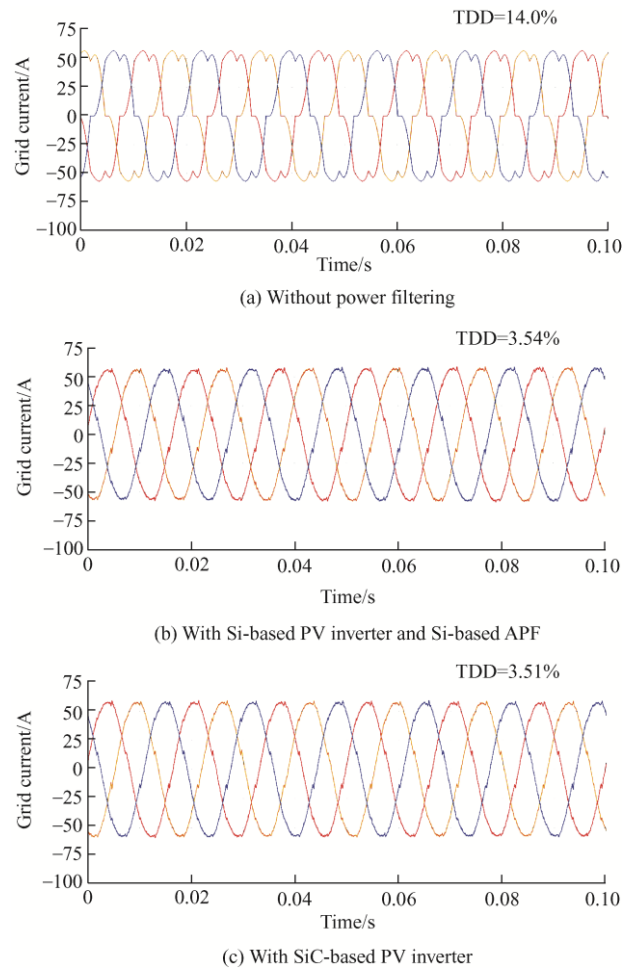 TDD=14.0%
75
50
25
0
−25
−50
−75
−100
Grid current/A
0 0.02 0.04 0.06 0.08 0.10
Time/s
(a) Without power filtering
TDD=3.54%
75
50
25
0
−25
−50
−75
−100
Grid current/A
0 0.02 0.04 0.06 0.08 0.10
Time/s
(b) With Si-based PV inverter and Si-based APF
TDD=3.51%
75
50
25
0
−25
−50
−75
−100
Grid current/A
0 0.02 0.04 0.06 0.08 0.10
Time/s
(c) With SiC-based PV inverter